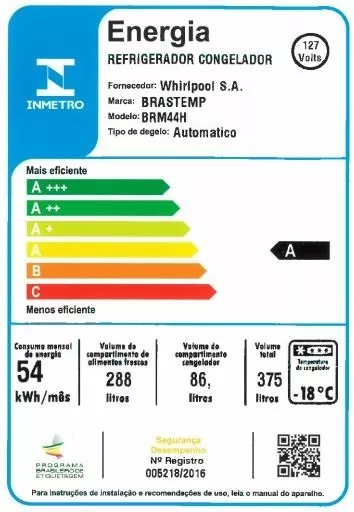 Energia
REFRIGERADOR CONGELADOR
127
Volts
Fornecedor: Whirlpool S.A.
Marca: BRASTEMP
Modelo: BRM44H
Tipo de degelo: Automatico
INMETRO
Mais eficiente
A +++
A ++
A +
A
A
B
C
Menos eficiente
Consumo mensal
de energia
54
kWh/mês
Volume do
compartimento de
alimentos frescos
288
litros
Volume do
compartimento
congelador
86,
litros
Volume
total
375
litros
Temperatura
do congelador
-18°C
PROGRAMA
BRASILEIRO DE
ETIQUETAGEM
Segurança
Desempenho
Nº Registro
005218/2016
Para instruções de instalação e recomendações de uso, leia o manual do aparelho.